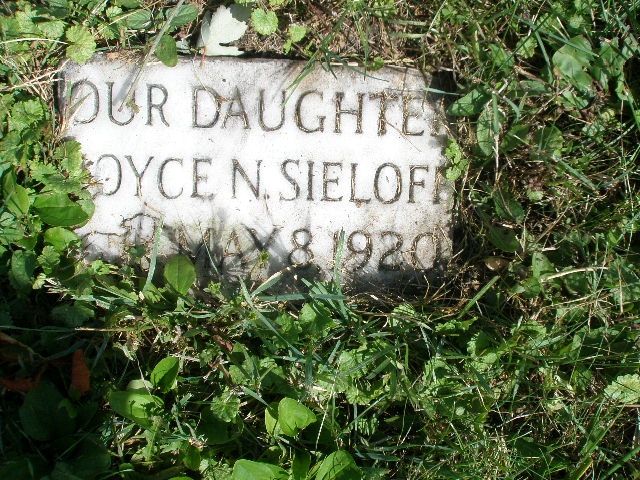 OUR DAUGHTER
JOYCE N. SIELOFF
MAY 8 1920